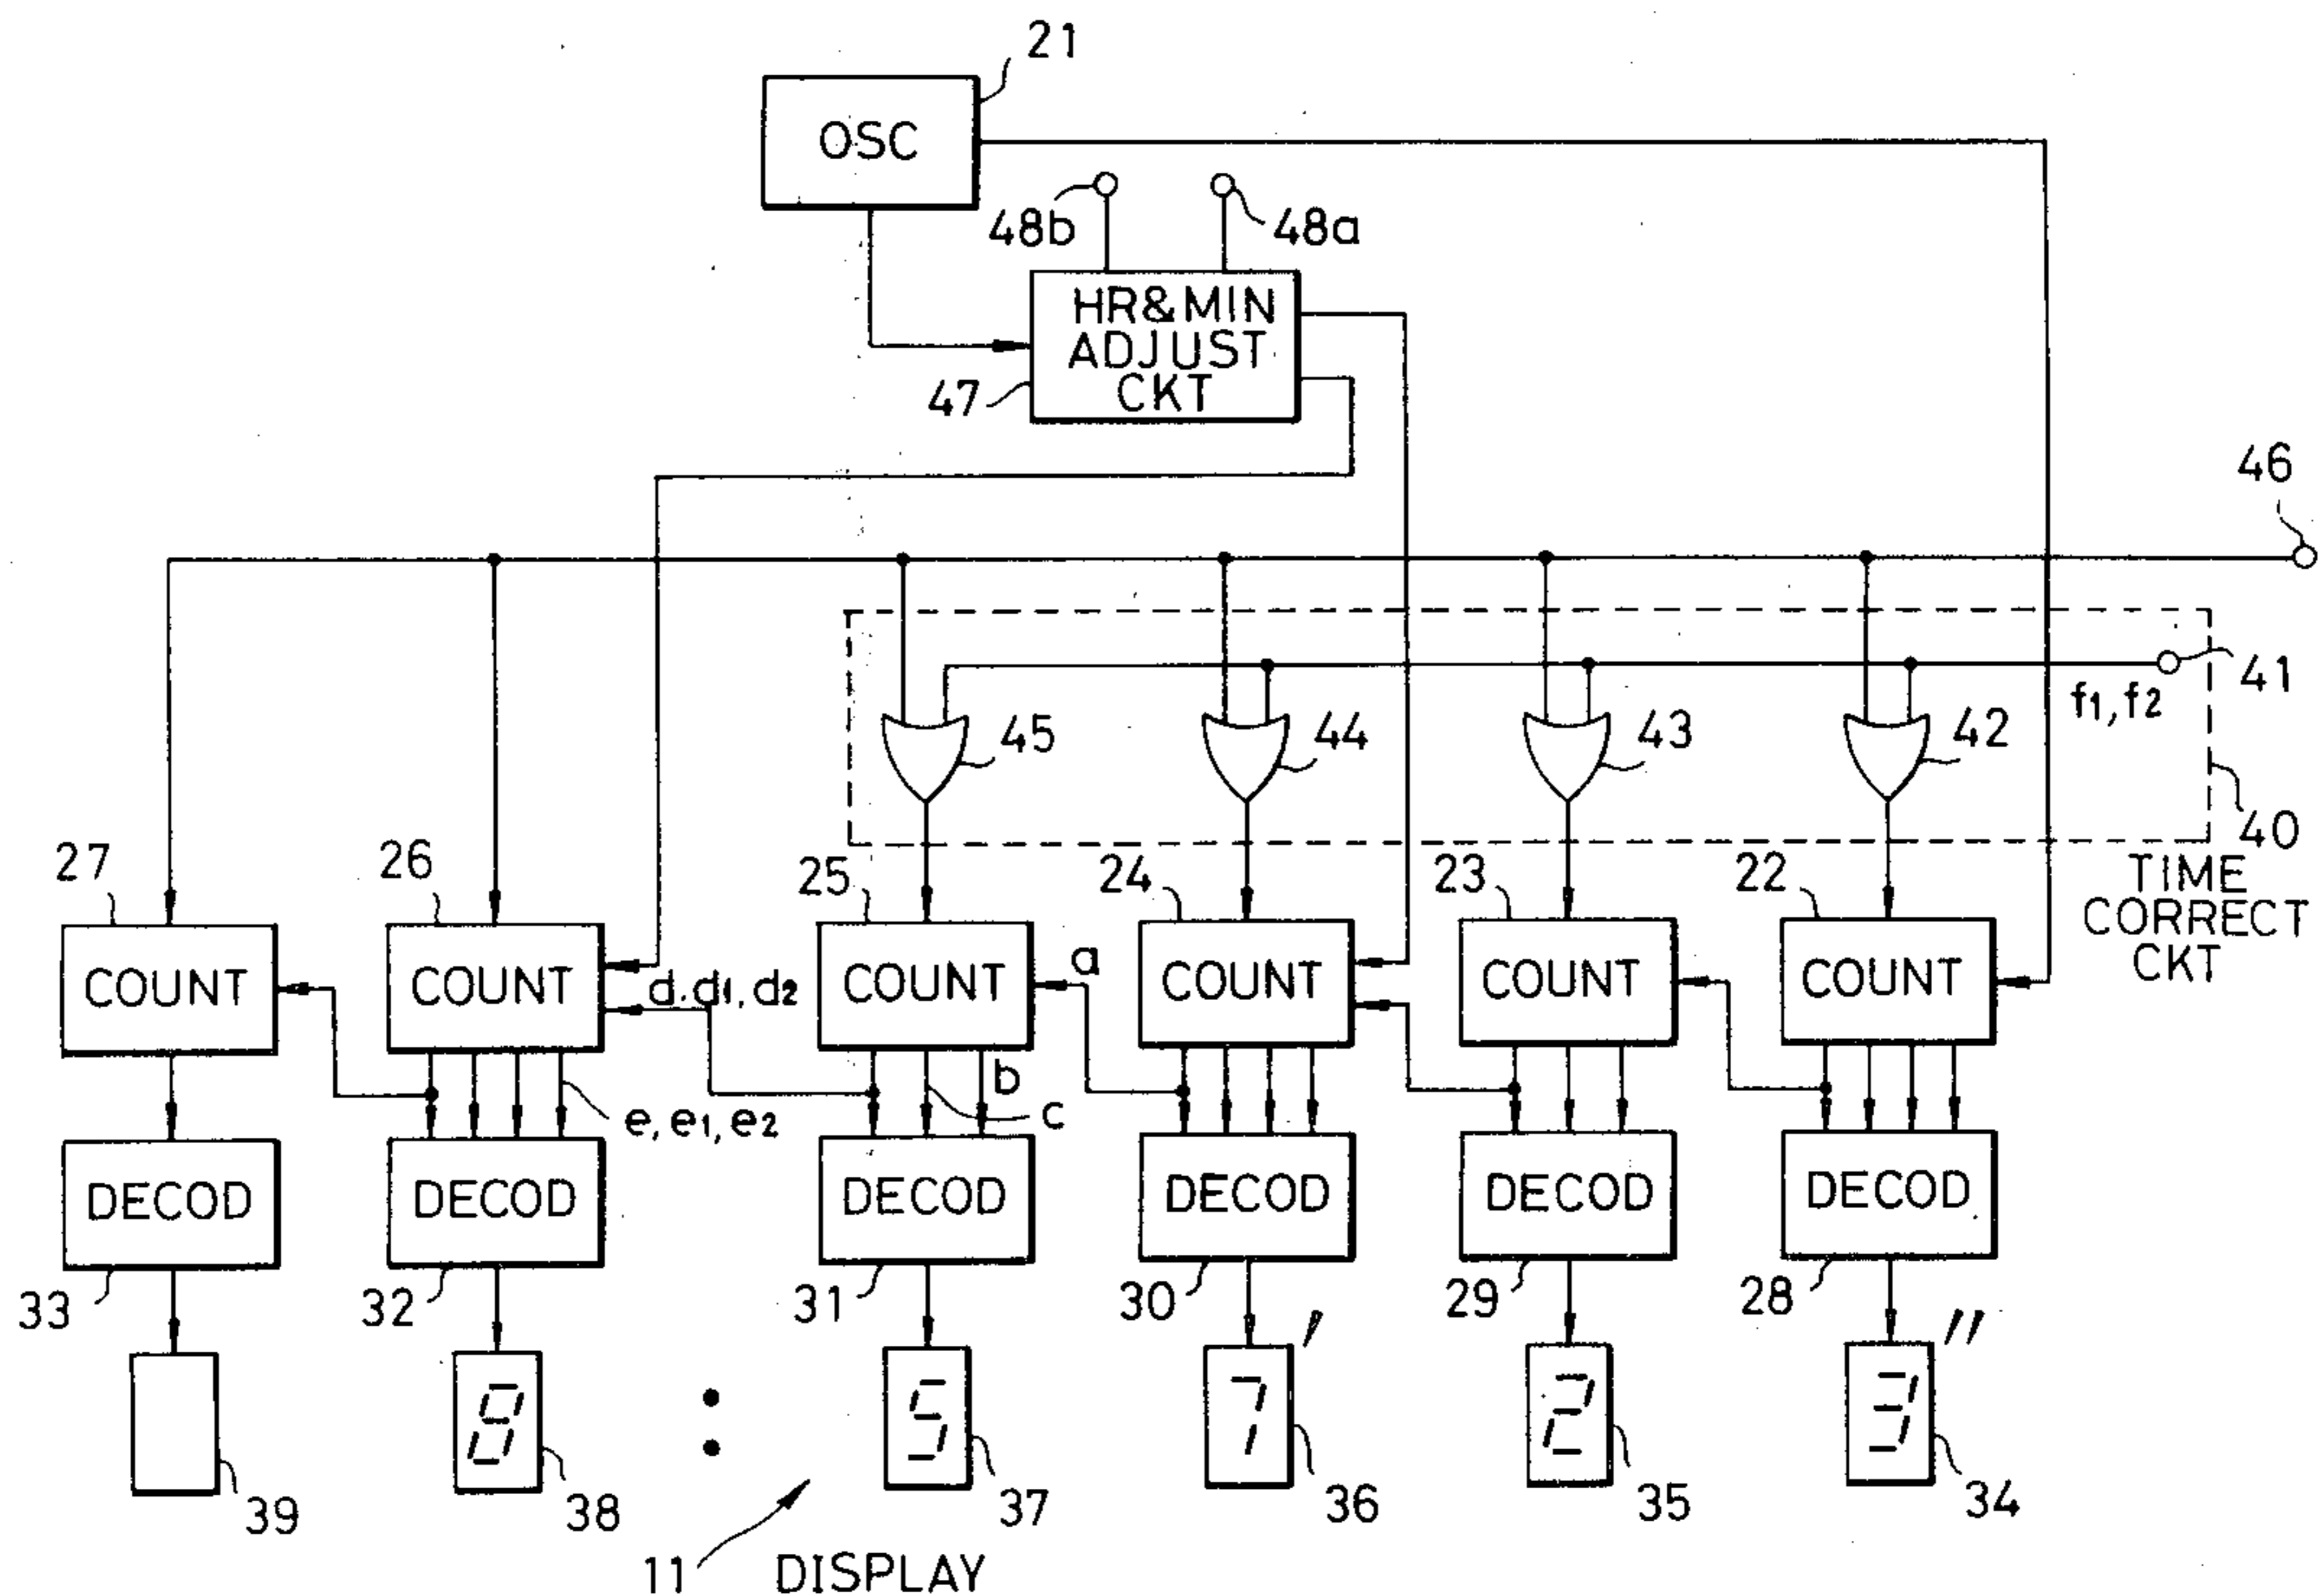 21
OSC
48b
48a
HR&MIN
ADJUST
CKT
47
46
41
f1, f2
45
44
43
42
40
TIME
CORRECT
CKT
27
26
25
24
23
22
COUNT
COUNT
COUNT
COUNT
COUNT
COUNT
d.d1, d2
a
b
c
e, e1, e2
DECOD
DECOD
DECOD
DECOD
DECOD
DECOD
33
32
31
30
29
28
8 : 5 7 ' 2 3 "
39
38
37
36
35
34
11
DISPLAY